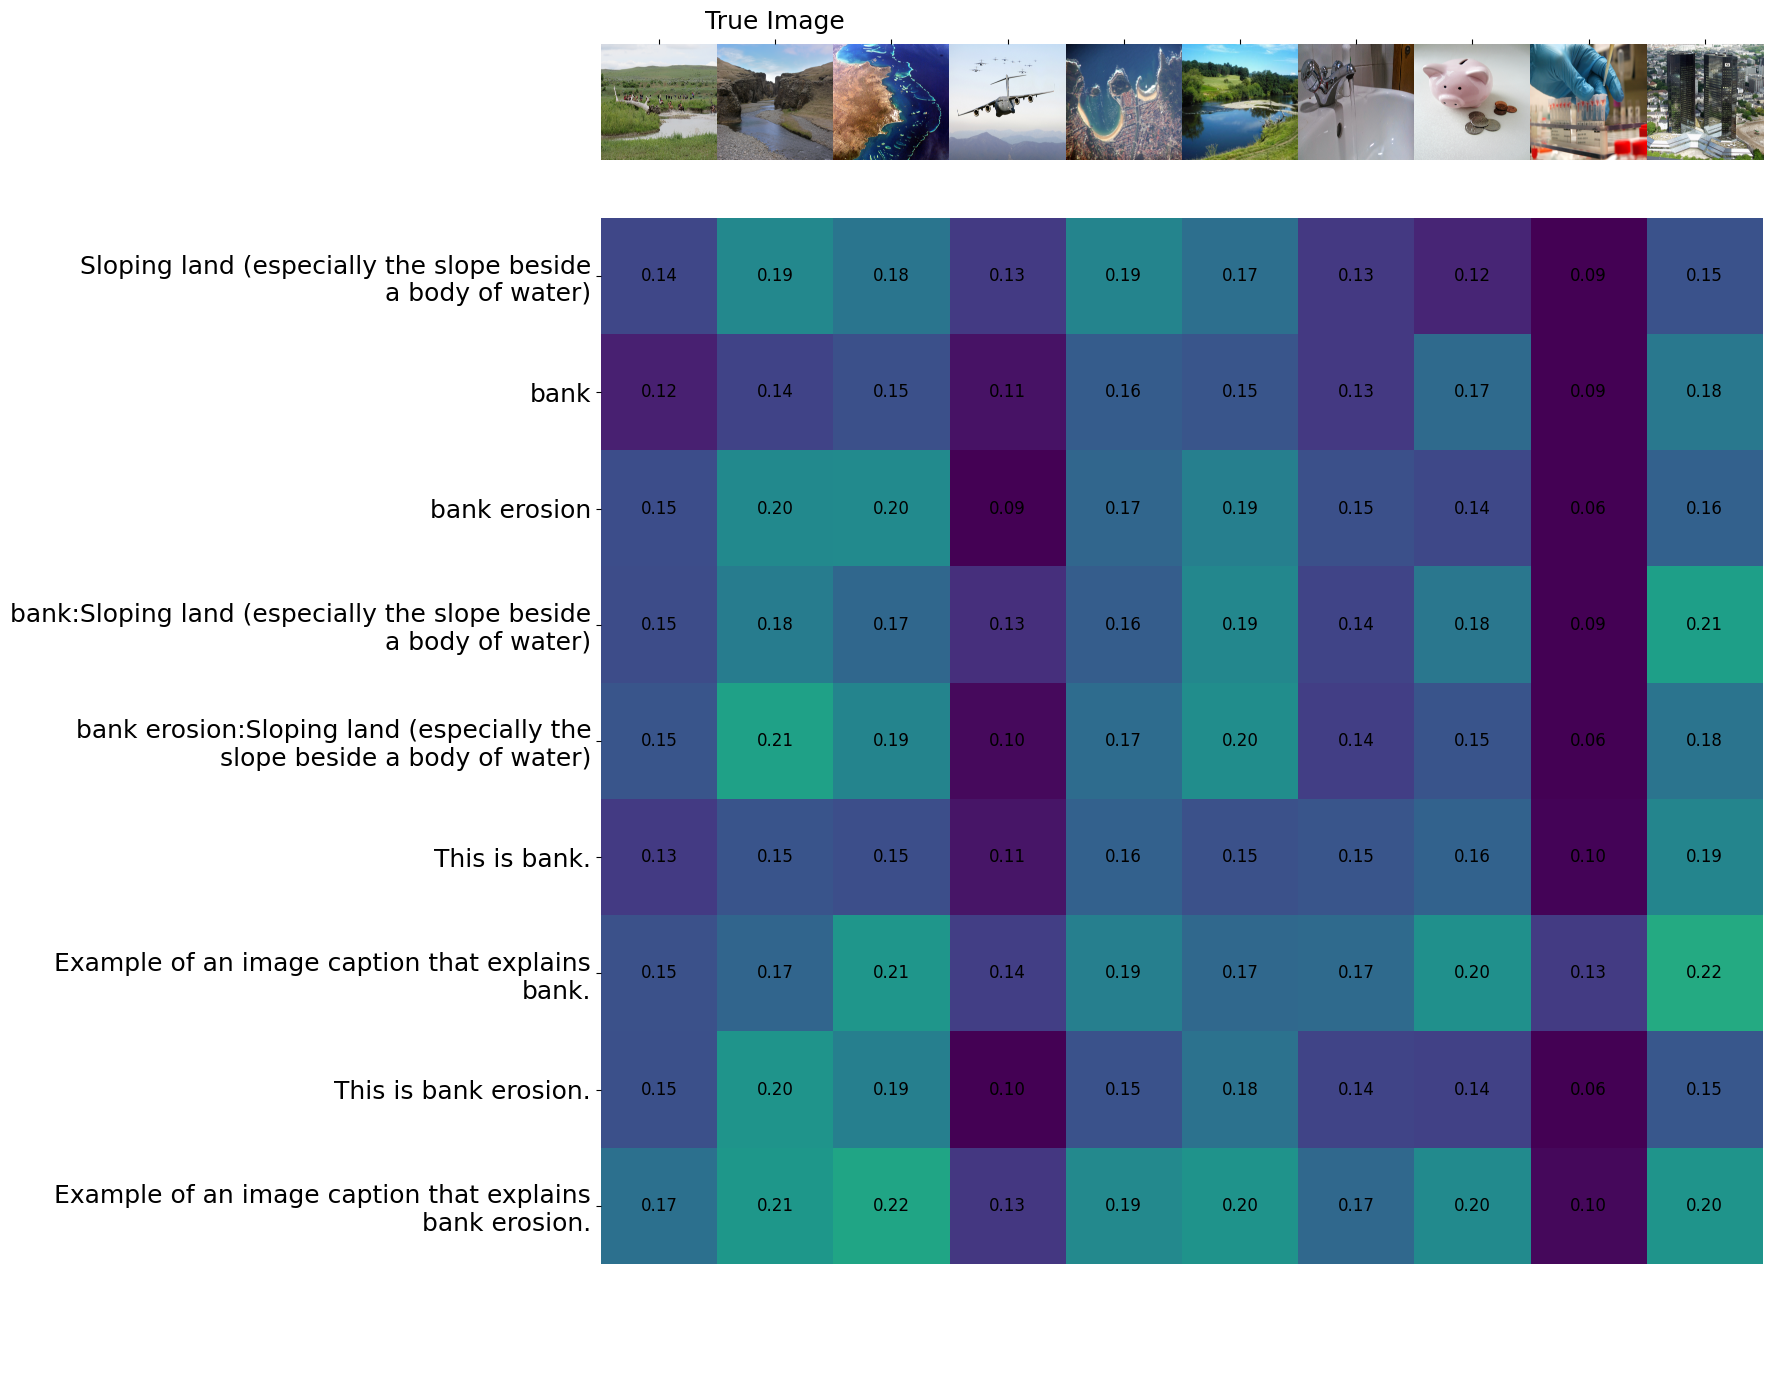 True Image
Sloping land (especially the slope beside
a body of water)
0.14 0.19 0.18 0.13 0.19 0.17 0.13 0.12 0.09 0.15
bank
0.12 0.14 0.15 0.11 0.16 0.15 0.13 0.17 0.09 0.18
bank erosion
0.15 0.20 0.20 0.09 0.17 0.19 0.15 0.14 0.06 0.16
bank:Sloping land (especially the slope beside
a body of water)
0.15 0.18 0.17 0.13 0.16 0.19 0.14 0.18 0.09 0.21
bank erosion:Sloping land (especially the
slope beside a body of water)
0.15 0.21 0.19 0.10 0.17 0.20 0.14 0.15 0.06 0.18
This is bank.
0.13 0.15 0.15 0.11 0.16 0.15 0.15 0.16 0.10 0.19
Example of an image caption that explains
bank.
0.15 0.17 0.21 0.14 0.19 0.17 0.17 0.20 0.13 0.22
This is bank erosion.
0.15 0.20 0.19 0.10 0.15 0.18 0.14 0.14 0.06 0.15
Example of an image caption that explains
bank erosion.
0.17 0.21 0.22 0.13 0.19 0.20 0.17 0.20 0.10 0.20